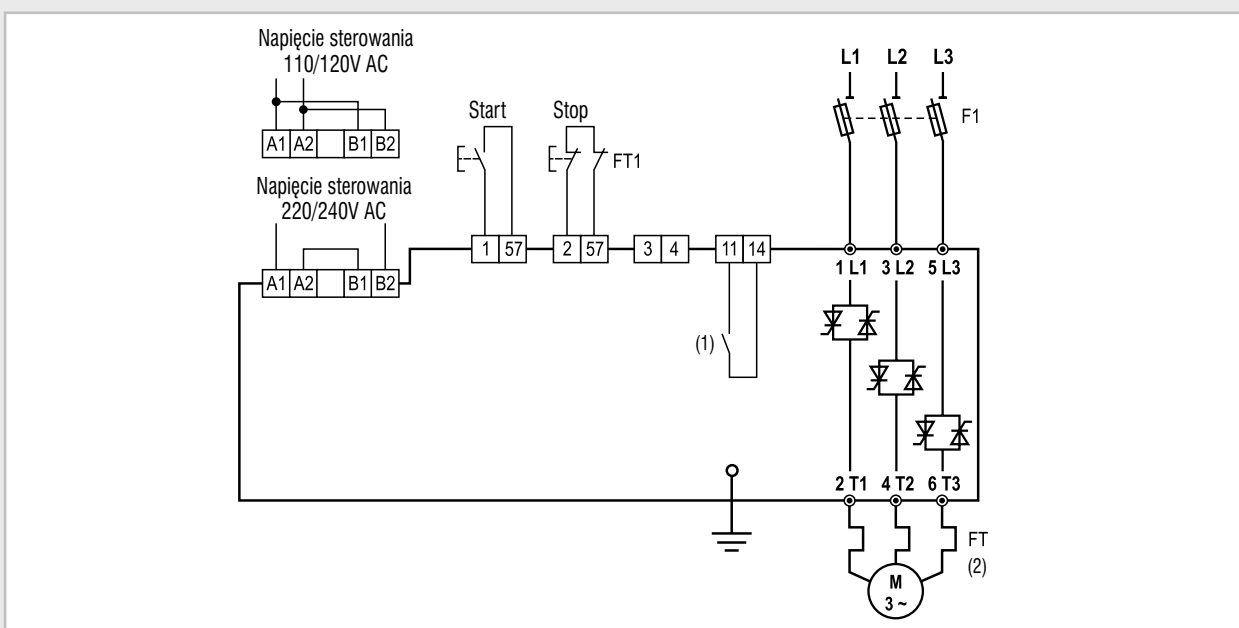 Napięcie sterowania
110/120V AC
A1 A2 B1 B2
Napięcie sterowania
220/240V AC
A1 A2 B1 B2
Start
Stop
FT1
1 57 2 57 3 4 11 14
(1)
L1 L2 L3
F1
1 L1 3 L2 5 L3
2 T1 4 T2 6 T3
FT
(2)
M
3 ~